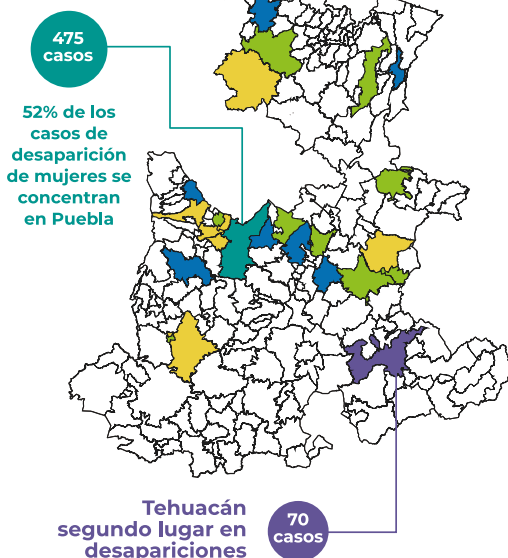 475
casos
52% de los
casos de
desaparición
de mujeres se
concentran
en Puebla
Tehuacán
segundo lugar en
desapariciones
70
casos